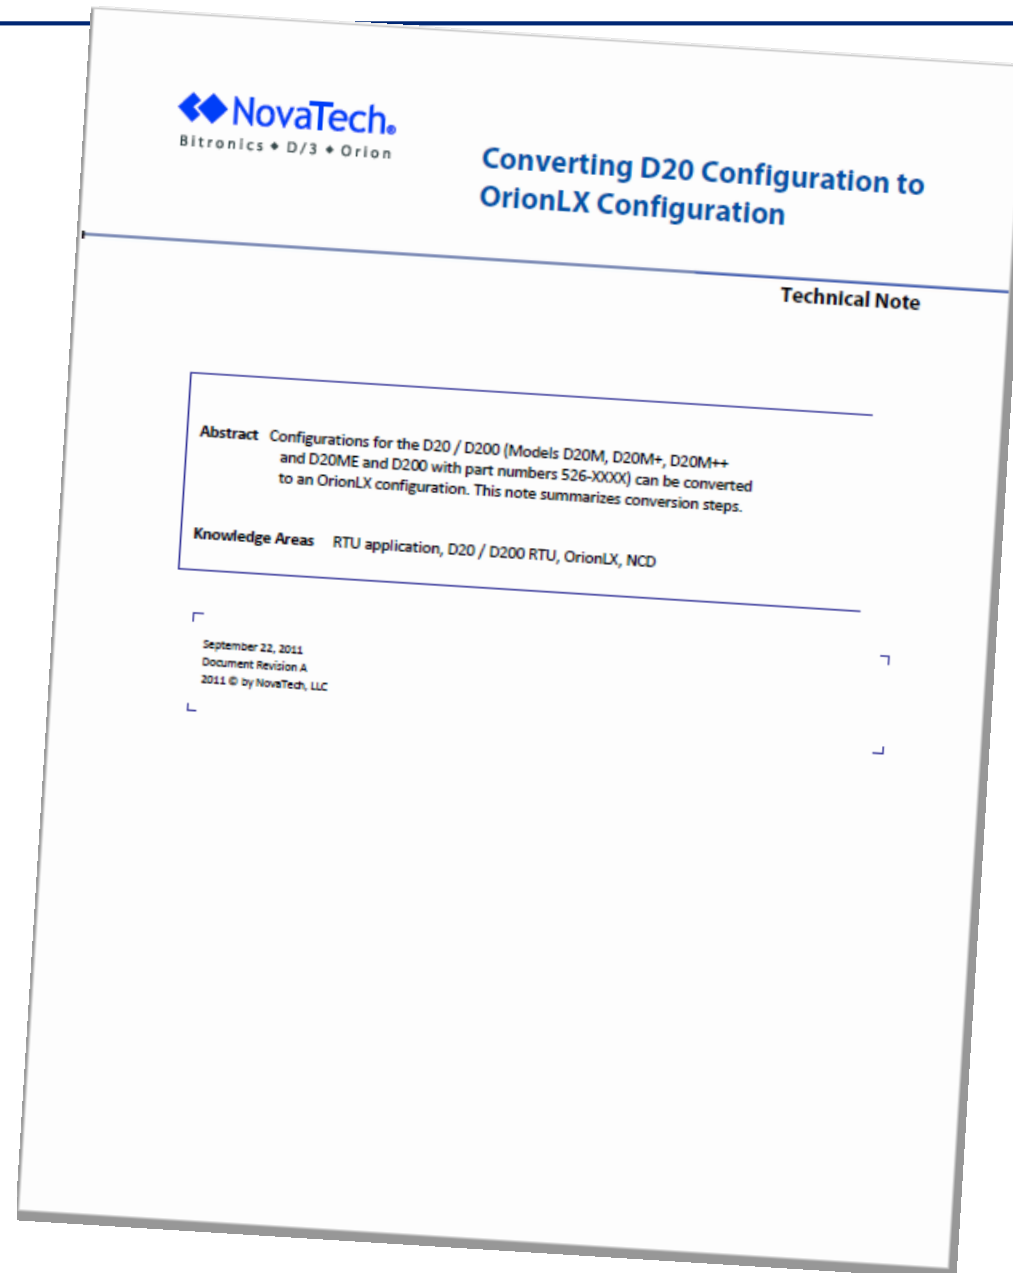 NovaTech®
Bitronics ♦ D/3 ♦ Orion
Converting D20 Configuration to
OrionLX Configuration
Technical Note
Abstract Configurations for the D20 / D200 (Models D20M, D20M+, D20M++
and D20ME and D200 with part numbers 526-XXXX) can be converted
to an OrionLX configuration. This note summarizes conversion steps.
Knowledge Areas RTU application, D20 / D200 RTU, OrionLX, NCD
September 22, 2011
Document Revision A
2011 © by NovaTech, LLC